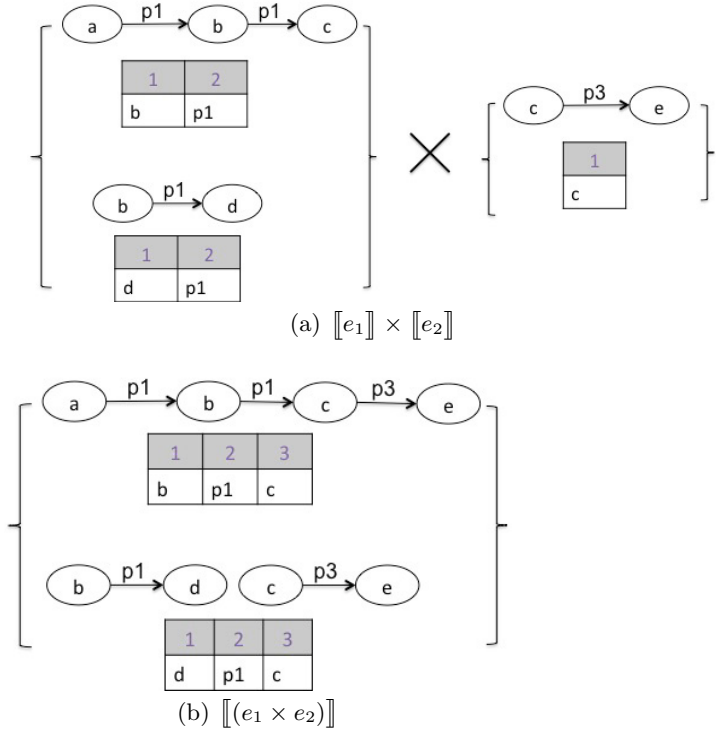 a p1 b p1 c
1 2
b p1
c p3 e
1
c
b p1 d
1 2
d p1
×
(a) ⟦e₁⟧ × ⟦e₂⟧
a p1 b p1 c p3 e
1 2 3
b p1 c
b p1 d c p3 e
1 2 3
d p1 c
(b) ⟦(e₁ × e₂)⟧